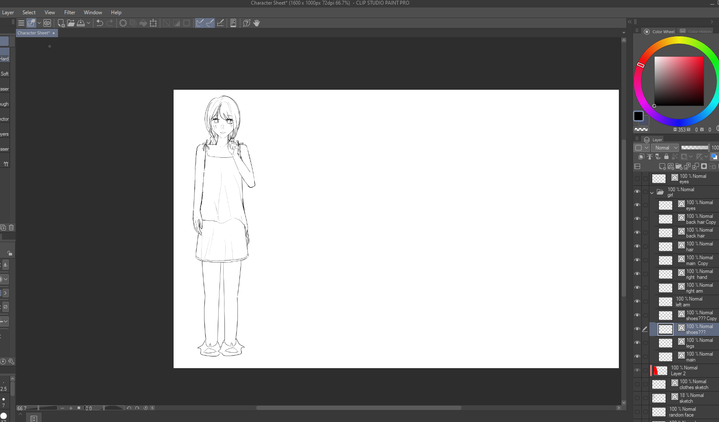 Character Sheet* (1600 x 1000px 72dpi 66.7%) - CLIP STUDIO PAINT PRO
Layer Select View Filter Window Help
Character Sheet*
Color Wheel
Soft
Layer
Normal 100
100 % Normal
eyes
100 % Normal
girl
100 % Normal
eyes
100 % Normal
back hair Copy
100 % Normal
back hair
100 % Normal
hair
100 % Normal
main Copy
100 % Normal
right hand
100 % Normal
right arm
100 % Normal
left arm
100 % Normal
shoes??? Copy
100 % Normal
shoes???
100 % Normal
legs
100 % Normal
main
100 % Normal
Layer 2
100 % Normal
clothes sketch
18 % Normal
sketch
100 % Normal
random face